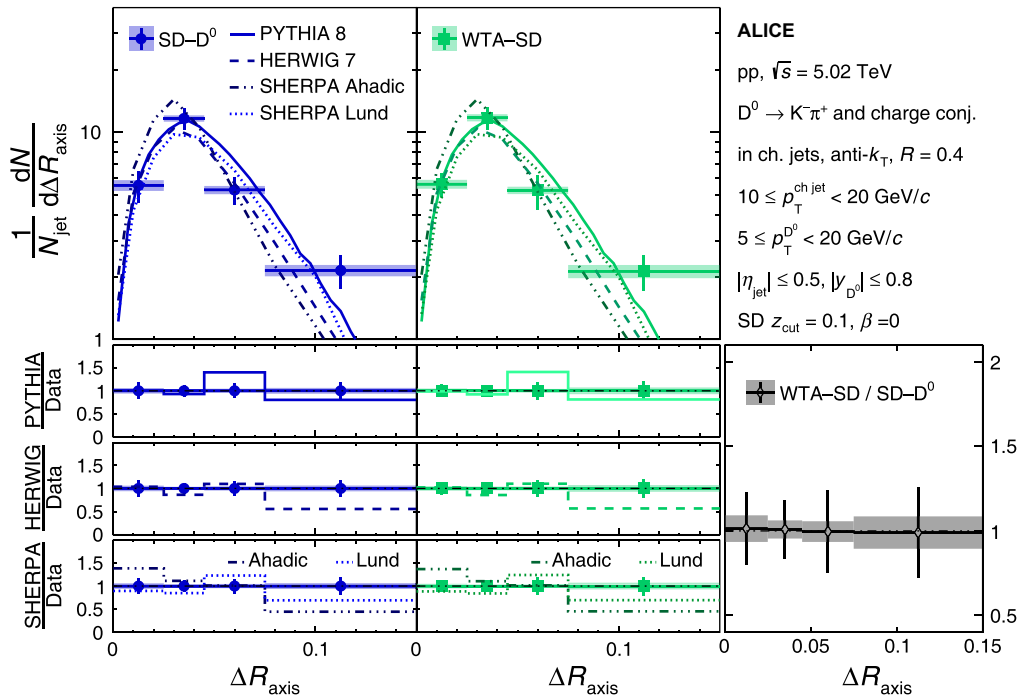 SD–D⁰
PYTHIA 8
HERWIG 7
SHERPA Ahadic
SHERPA Lund
WTA–SD
ALICE
pp, √s = 5.02 TeV
D⁰ → K⁻π⁺ and charge conj.
in ch. jets, anti-k_T, R = 0.4
10 ≤ p_T^{ch jet} < 20 GeV/c
5 ≤ p_T^{D⁰} < 20 GeV/c
|η_jet| ≤ 0.5, |y_{D⁰}| ≤ 0.8
SD z_cut = 0.1, β =0
1/N_jet dN/dΔR_axis
10
1
PYTHIA/Data
1.5
1
0.5
0
HERWIG/Data
1.5
1
0.5
0
SHERPA/Data
1.5
1
0.5
0
Ahadic
Lund
Ahadic
Lund
0
0.1
ΔR_axis
0
0.1
ΔR_axis
WTA–SD / SD–D⁰
2
1.5
1
0.5
0
0.05
0.10
0.15
ΔR_axis